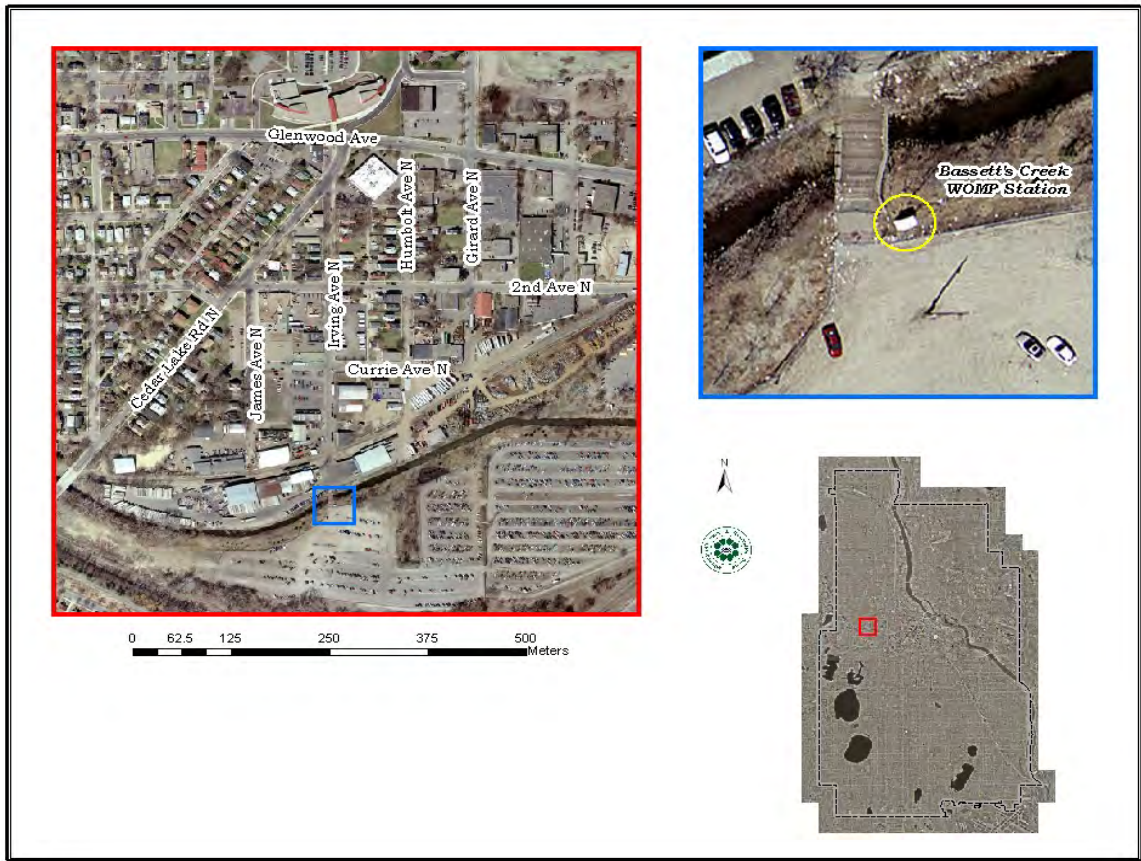 Glenwood Ave
Humbolt Ave N
Girard Ave N
Irving Ave N
2nd Ave N
Cedar Lake Rd N
James Ave N
Currie Ave N
0 62.5 125 250 375 500
Meters
Bassett's Creek
WOMP Station
N